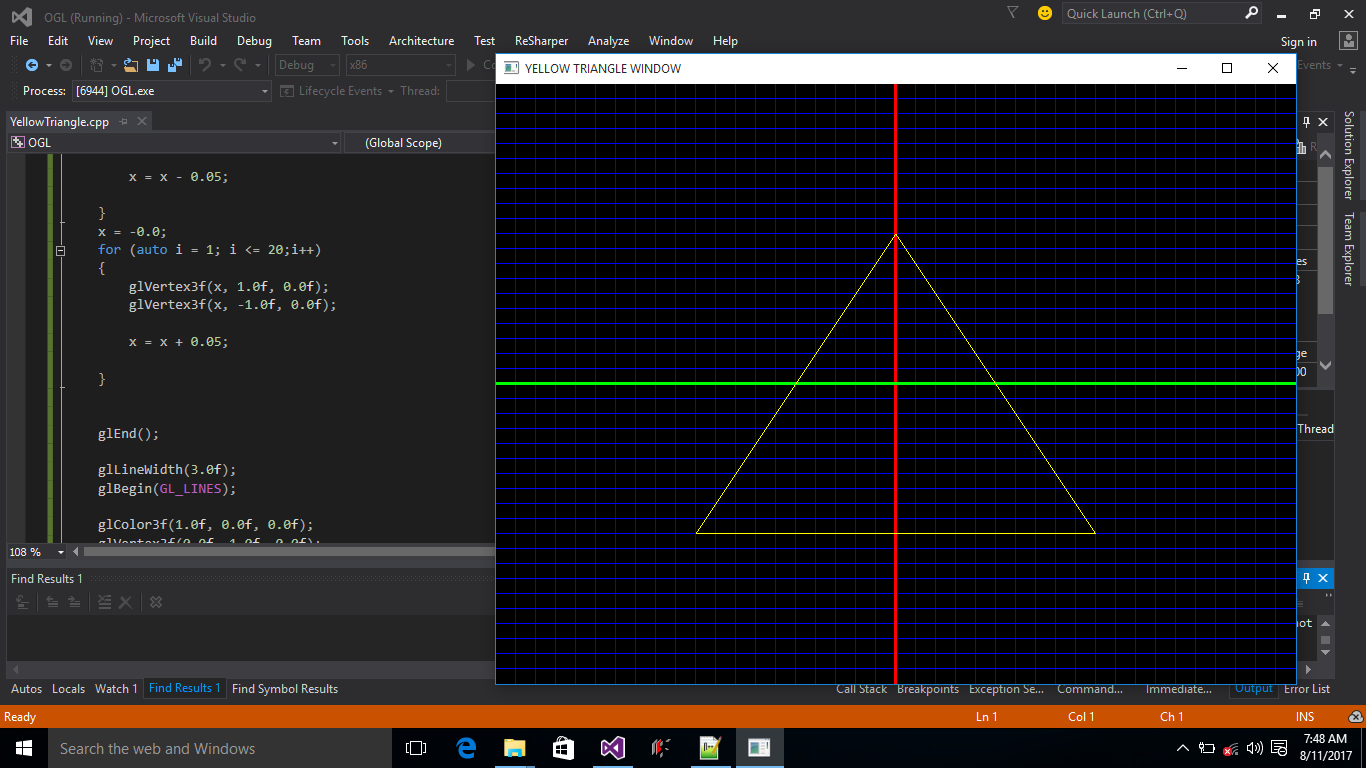 OGL (Running) - Microsoft Visual Studio
Quick Launch (Ctrl+Q)
File Edit View Project Build Debug Team Tools Architecture Test ReSharper Analyze Window Help
Sign in
Debug x86
Events
Process: [6944] OGL.exe Lifecycle Events Thread:
YELLOW TRIANGLE WINDOW
YellowTriangle.cpp
OGL (Global Scope)
x = x - 0.05;
}
x = -0.0;
for (auto i = 1; i <= 20;i++)
{
glVertex3f(x, 1.0f, 0.0f);
glVertex3f(x, -1.0f, 0.0f);
x = x + 0.05;
}
glEnd();
glLineWidth(3.0f);
glBegin(GL_LINES);
glColor3f(1.0f, 0.0f, 0.0f);
108 %
Solution Explorer
Team Explorer
Thread
Find Results 1
Autos Locals Watch 1 Find Results 1 Find Symbol Results
Call Stack Breakpoints Exception Se... Command... Immediate... Output Error List
Ready Ln 1 Col 1 Ch 1 INS
Search the web and Windows
7:48 AM
8/11/2017